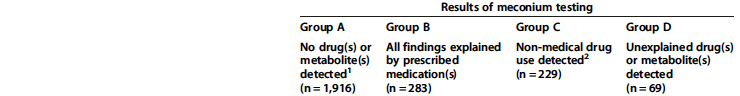 Results of meconium testing
Group A Group B Group C Group D
No drug(s) or All findings explained Non-medical drug Unexplained drug(s)
metabolite(s) by prescribed use detected2 or metabolite(s)
detected1 medication(s) (n = 229) detected
(n = 1,916) (n = 283) (n = 69)